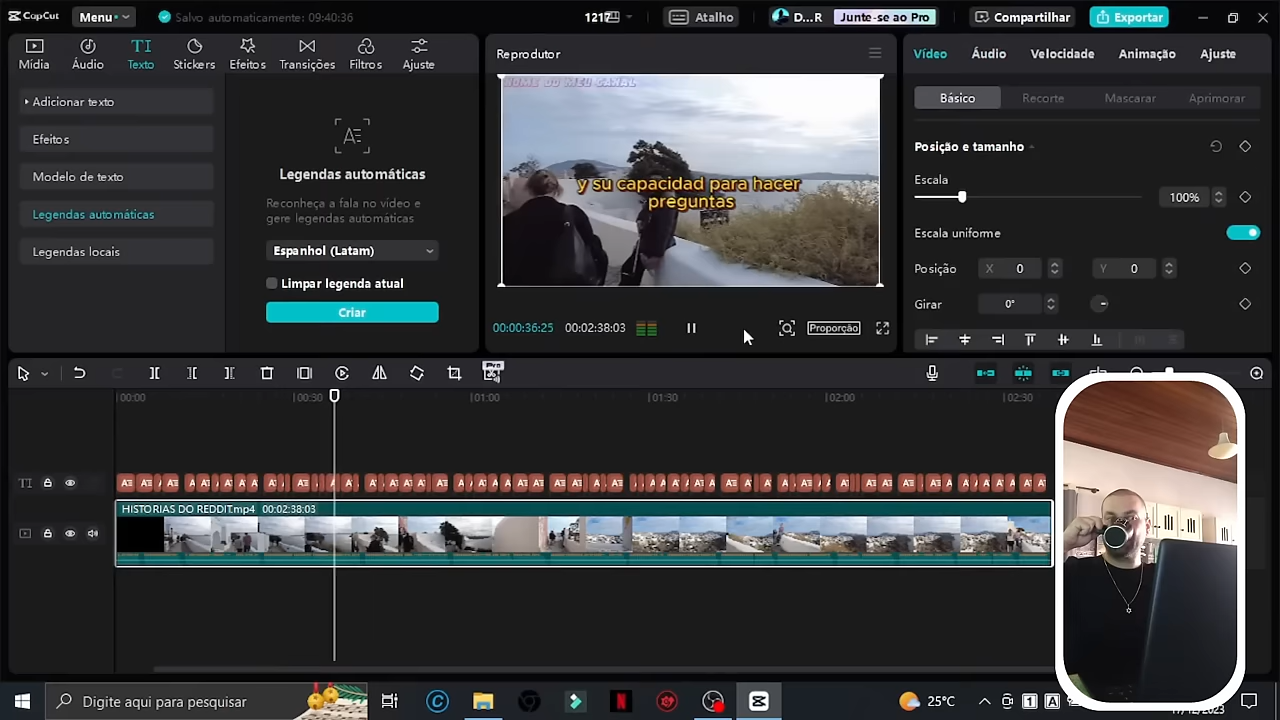 CapCut
Menu
Salvo automaticamente: 09:40:36
1217
Atalho
D...R
Junte-se ao Pro
Compartilhar
Exportar
Mídia
Áudio
Texto
Stickers
Efeitos
Transições
Filtros
Ajuste
Adicionar texto
Efeitos
Modelo de texto
Legendas automáticas
Legendas locais
Legendas automáticas
Reconheça a fala no vídeo e
gere legendas automáticas
Espanhol (Latam)
Limpar legenda atual
Criar
Reprodutor
NOME DO MEU CANAL
y su capacidad para hacer
preguntas
00:00:36:25
00:02:38:03
Proporção
Vídeo
Áudio
Velocidade
Animação
Ajuste
Básico
Recorte
Mascarar
Aprimorar
Posição e tamanho
Escala
100%
Escala uniforme
Posição
X
0
Y
0
Girar
0°
Pro
00:00
00:30
01:00
01:30
02:00
02:30
HISTORIAS DO REDDIT.mp4
00:02:38:03
Digite aqui para pesquisar
25°C